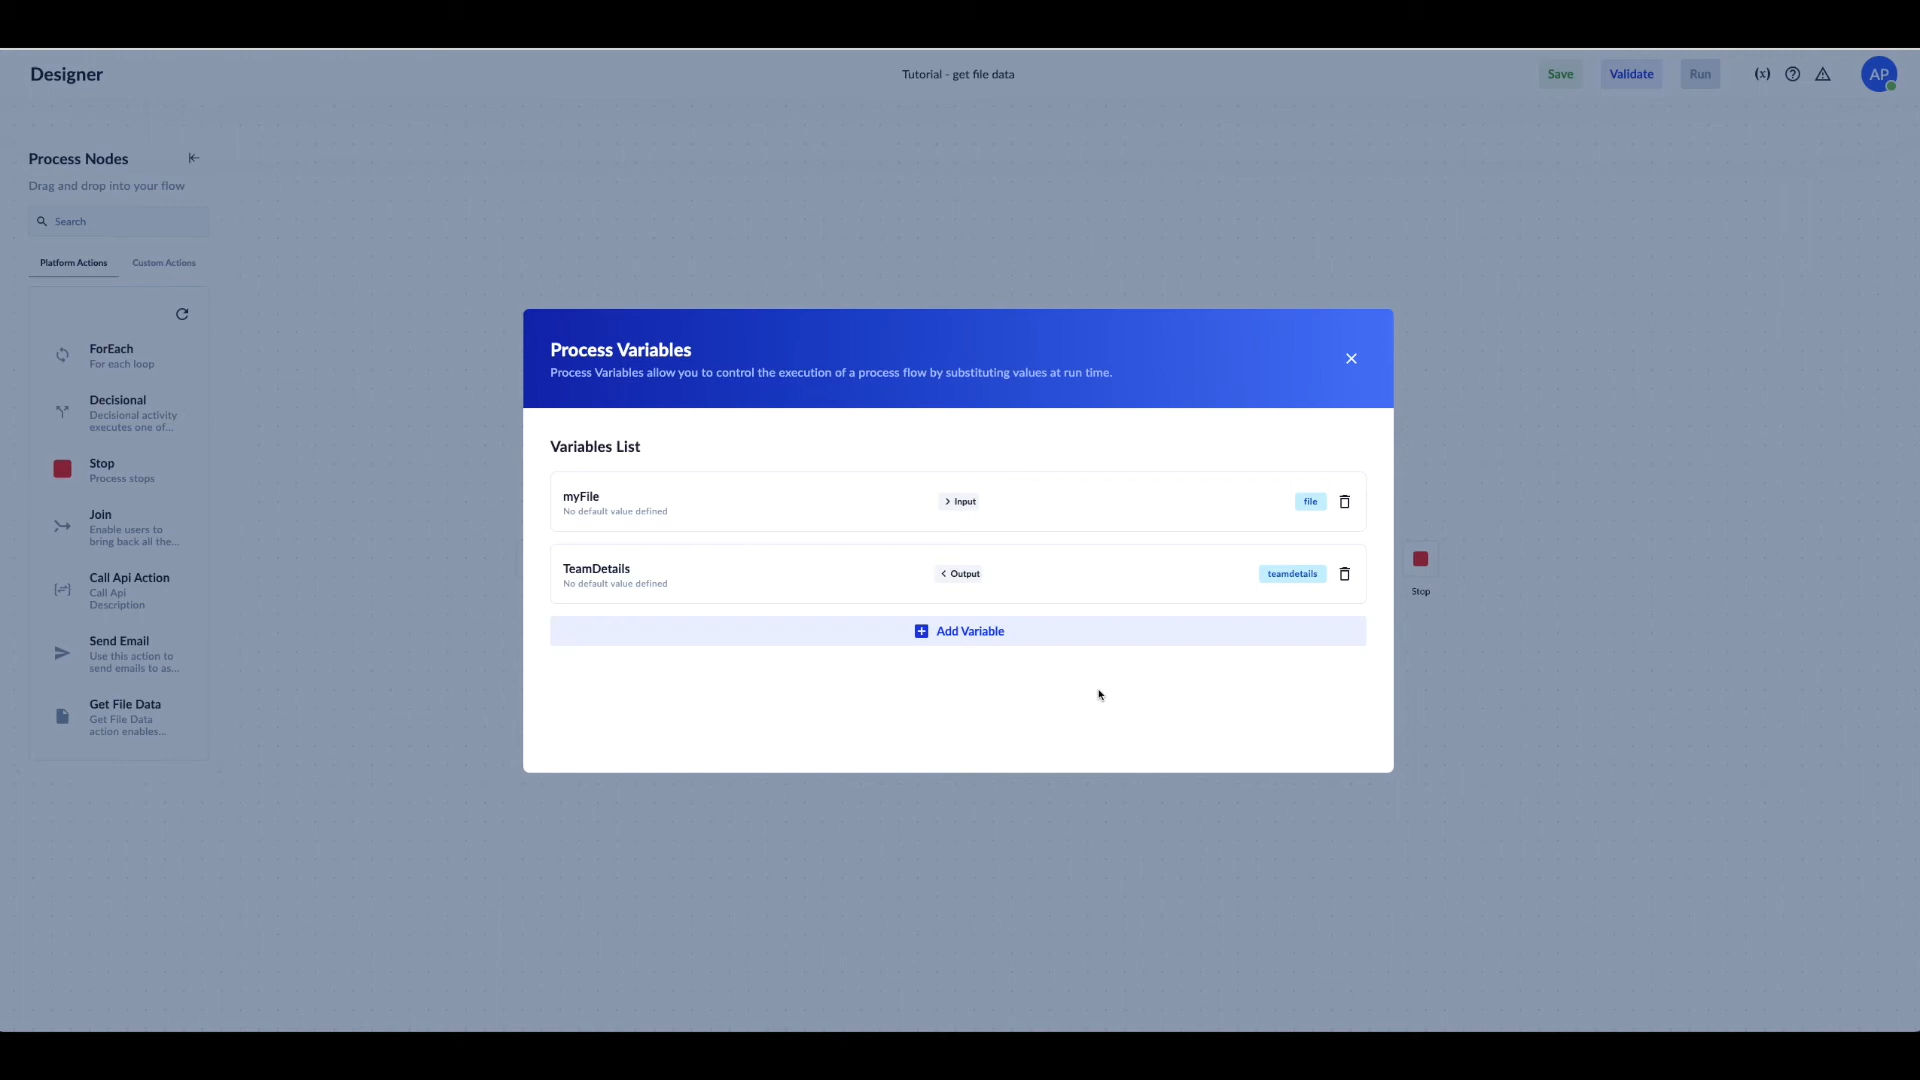 Designer
Tutorial - get file data
Save
Validate
Run
(x)
AP
Process Nodes
Drag and drop into your flow
Search
Platform Actions
Custom Actions
ForEach
For each loop
Decisional
Decisional activity
executes one of...
Stop
Process stops
Join
Enable users to
bring back all the...
Call Api Action
Call Api
Description
Send Email
Use this action to
send emails to as...
Get File Data
Get File Data
action enables...
Process Variables
Process Variables allow you to control the execution of a process flow by substituting values at run time.
Variables List
myFile
No default value defined
Input
file
TeamDetails
No default value defined
Output
teamdetails
Add Variable
Stop